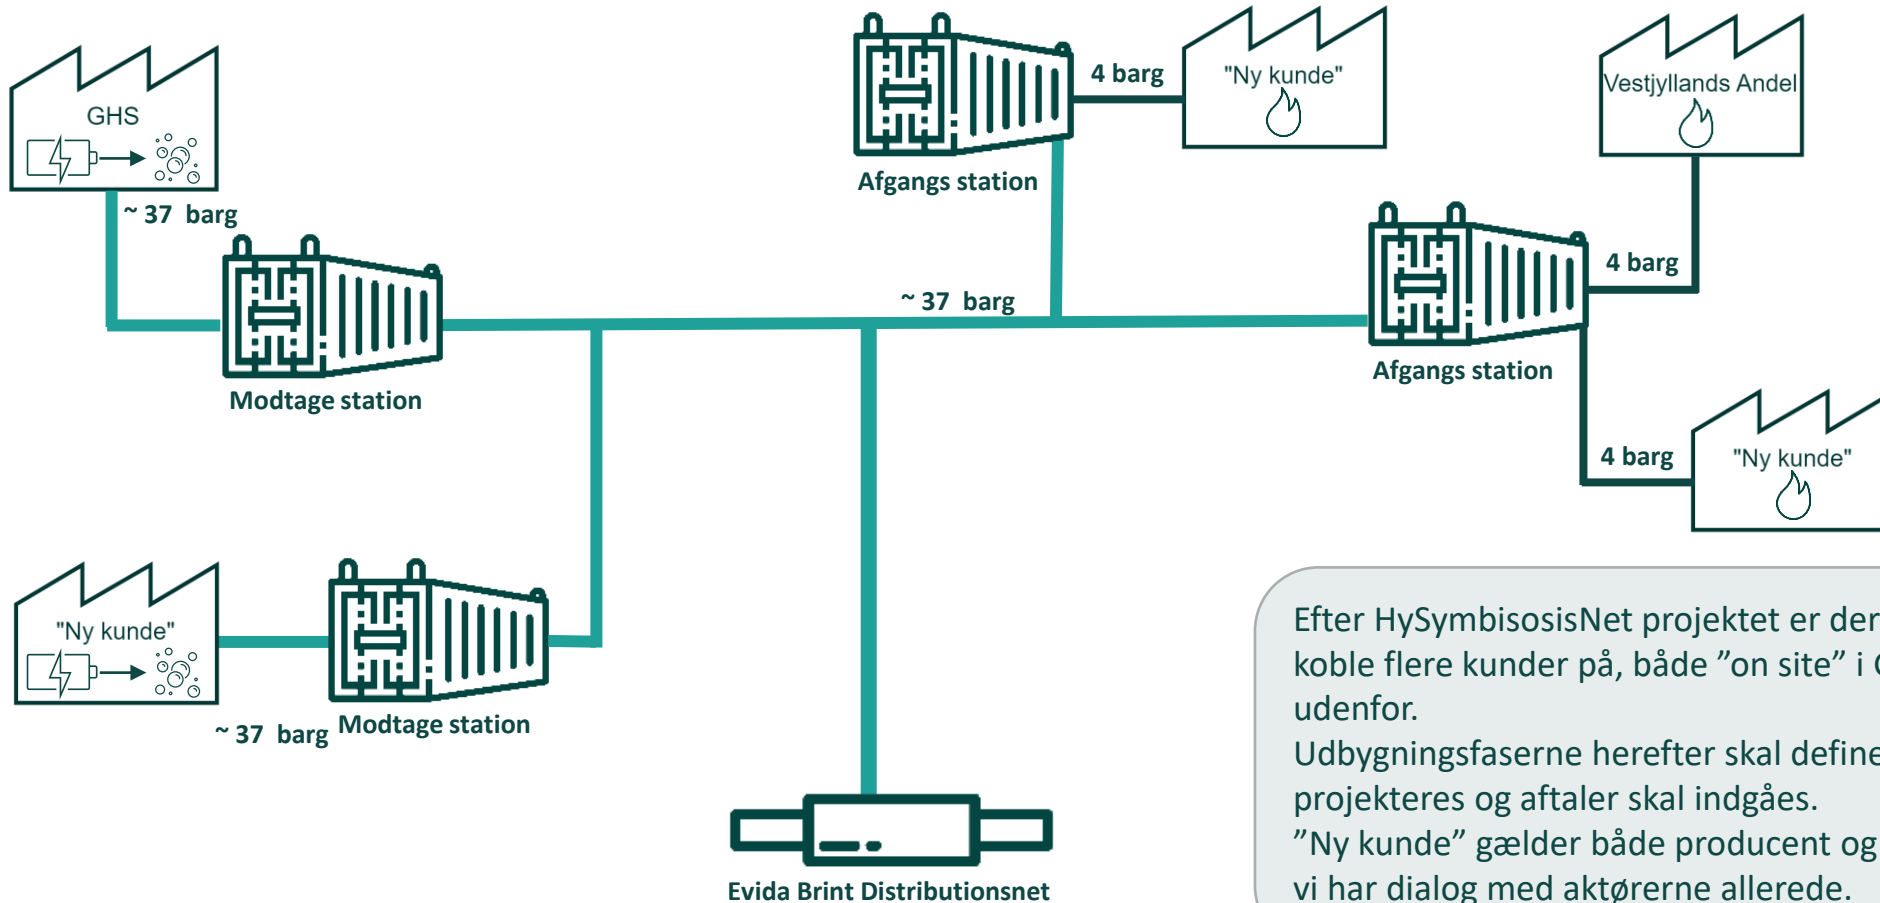 GHS
~ 37 barg
Modtage station
"Ny kunde"
~ 37 barg
Modtage station
Afgangs station
4 barg
"Ny kunde"
~ 37 barg
Vestjyllands Andel
4 barg
Afgangs station
4 barg
"Ny kunde"
Evida Brint Distributionsnet
Efter HySymbisosisNet projektet er der
koble flere kunder på, både ”on site” i
udenfor.
Udbygningsfaserne herefter skal define
projekteres og aftaler skal indgåes.
”Ny kunde” gælder både producent og
vi har dialog med aktørerne allerede.